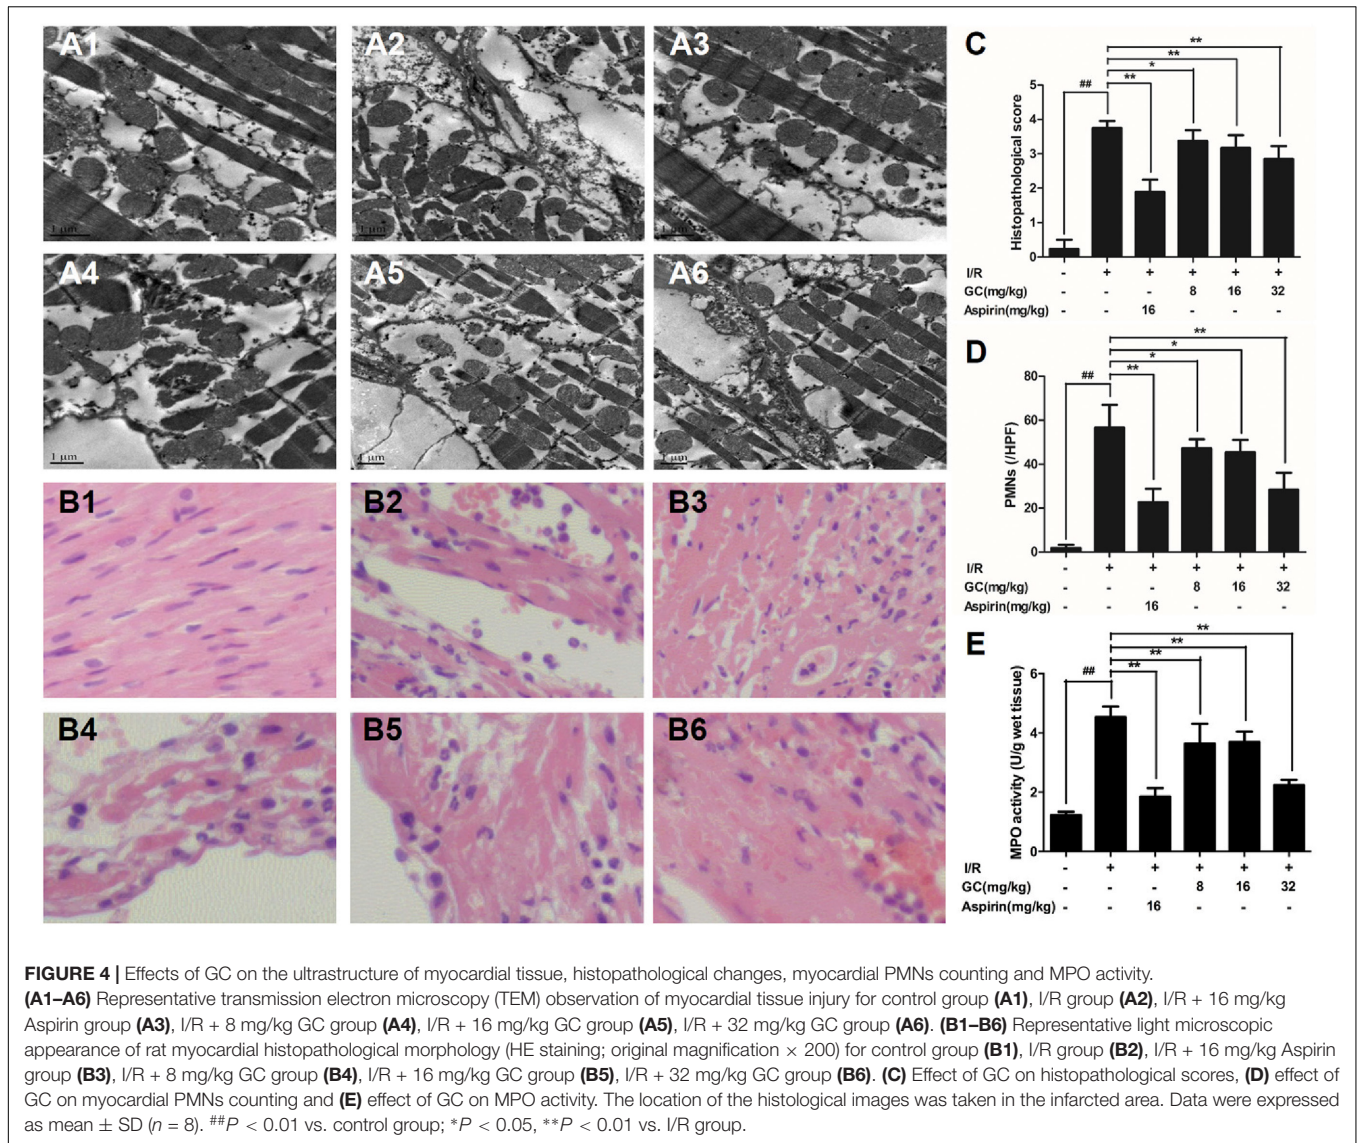 A1
A2
A3
1 µm
1 µm
1 µm
A4
A5
A6
1 µm
1 µm
1 µm
B1
B2
B3
B4
B5
B6
C
Histopathological score
5
4
3
2
1
0
##
**
*
**
**
I/R - + + + + +
GC(mg/kg) - - - 8 16 32
Aspirin(mg/kg) - - 16 - - -
D
PMNs (/HPF)
80
60
40
20
0
##
**
*
*
**
I/R - + + + + +
GC(mg/kg) - - - 8 16 32
Aspirin(mg/kg) - - 16 - - -
E
MPO activity (U/g wet tissue)
6
4
2
0
##
**
**
**
**
I/R - + + + + +
GC(mg/kg) - - - 8 16 32
Aspirin(mg/kg) - - 16 - - -
FIGURE 4 | Effects of GC on the ultrastructure of myocardial tissue, histopathological changes, myocardial PMNs counting and MPO activity.
(A1–A6) Representative transmission electron microscopy (TEM) observation of myocardial tissue injury for control group (A1), I/R group (A2), I/R + 16 mg/kg
Aspirin group (A3), I/R + 8 mg/kg GC group (A4), I/R + 16 mg/kg GC group (A5), I/R + 32 mg/kg GC group (A6). (B1–B6) Representative light microscopic
appearance of rat myocardial histopathological morphology (HE staining; original magnification × 200) for control group (B1), I/R group (B2), I/R + 16 mg/kg Aspirin
group (B3), I/R + 8 mg/kg GC group (B4), I/R + 16 mg/kg GC group (B5), I/R + 32 mg/kg GC group (B6). (C) Effect of GC on histopathological scores, (D) effect of
GC on myocardial PMNs counting and (E) effect of GC on MPO activity. The location of the histological images was taken in the infarcted area. Data were expressed
as mean ± SD (n = 8). ##P < 0.01 vs. control group; *P < 0.05, **P < 0.01 vs. I/R group.